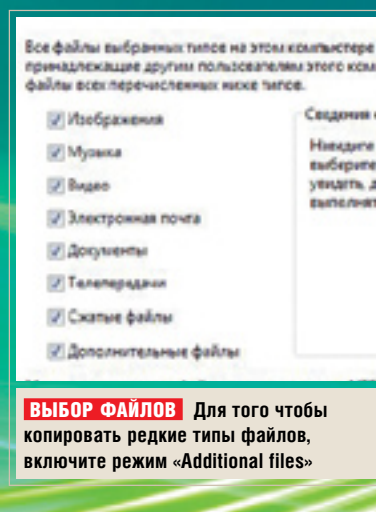 Все файлы выбранных типов на этом компьютере
принадлежащие другим пользователям этого ком
файлы всех перечисленных ниже типов.
Изображения
Сведения
Музыка
Наведите
Видео
выберите
увидеть, д
Электронная почта
выполнят
Документы
Телепередачи
Сжатые файлы
Дополнительные файлы
ВЫБОР ФАЙЛОВ Для того чтобы
копировать редкие типы файлов,
включите режим «Additional files»